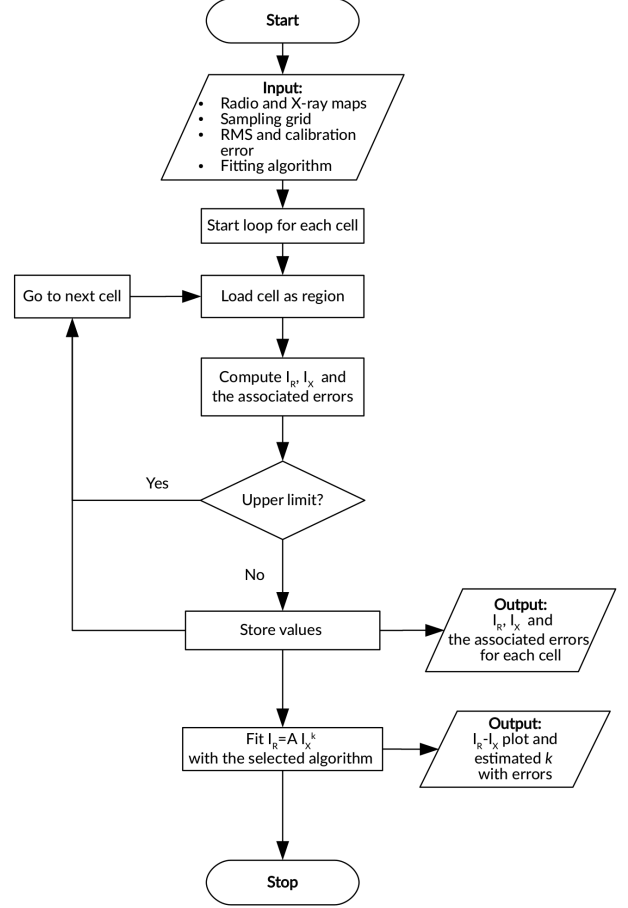 Start
Input:
• Radio and X-ray maps
• Sampling grid
• RMS and calibration
error
• Fitting algorithm
Start loop for each cell
Go to next cell
Load cell as region
Compute I_R, I_X and
the associated errors
Yes
Upper limit?
No
Store values
Output:
I_R, I_X and
the associated errors
for each cell
Fit I_R=A I_X^k
with the selected algorithm
Output:
I_R-I_X plot and
estimated k
with errors
Stop